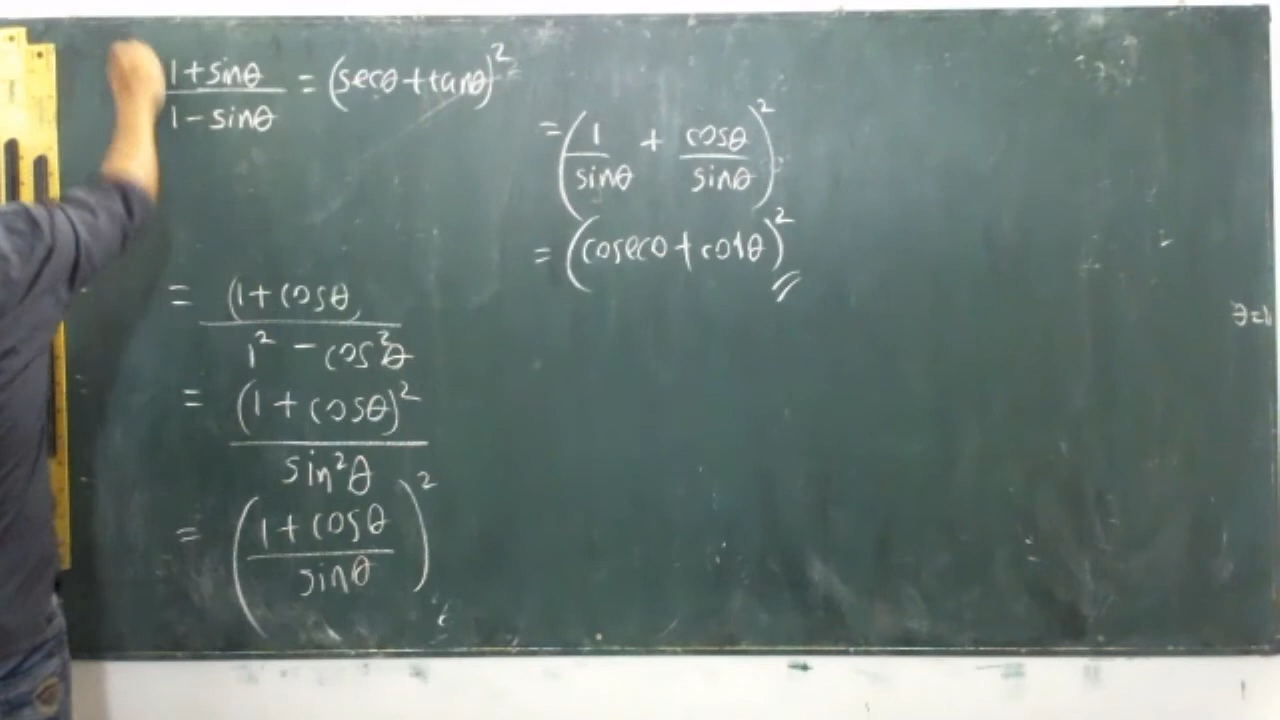 1+sinθ / 1-sinθ = (secθ+tanθ)²
= (1+cosθ / 1² - cos²θ
= (1+cosθ)² / sin²θ
= (1+cosθ / sinθ)²
= (1/sinθ + cosθ/sinθ)²
= (cosecθ+cotθ)²